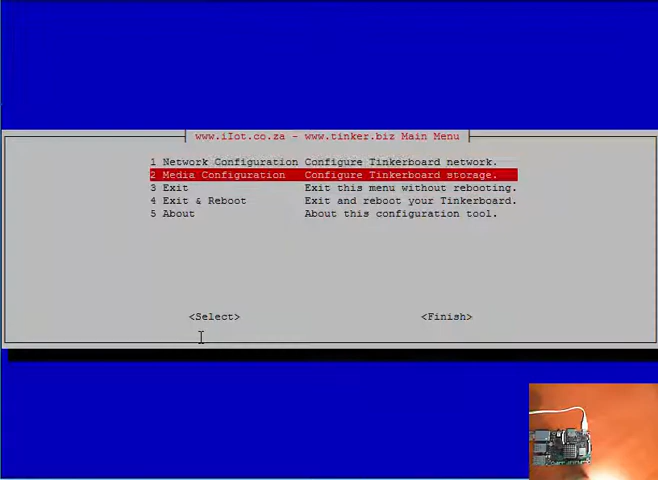 www.iIot.co.za - www.tinker.biz Main Menu
1 Network Configuration Configure Tinkerboard network.
2 Media Configuration Configure Tinkerboard storage.
3 Exit Exit this menu without rebooting.
4 Exit & Reboot Exit and reboot your Tinkerboard.
5 About About this configuration tool.
<Select> <Finish>